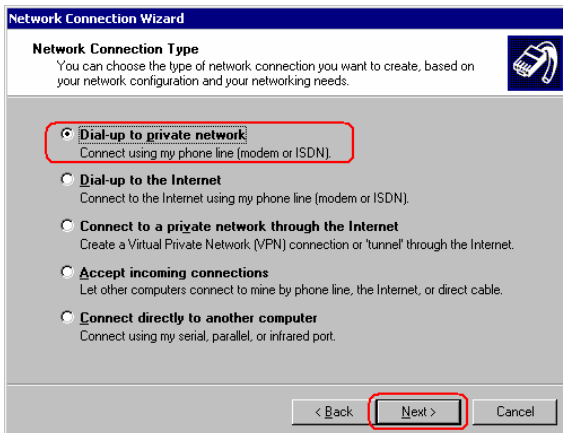 Network Connection Wizard
Network Connection Type
You can choose the type of network connection you want to create, based on
your network configuration and your networking needs.
Dial-up to private network
Connect using my phone line (modem or ISDN).
Dial-up to the Internet
Connect to the Internet using my phone line (modem or ISDN).
Connect to a private network through the Internet
Create a Virtual Private Network (VPN) connection or 'tunnel' through the Internet.
Accept incoming connections
Let other computers connect to mine by phone line, the Internet, or direct cable.
Connect directly to another computer
Connect using my serial, parallel, or infrared port.
< Back Next > Cancel